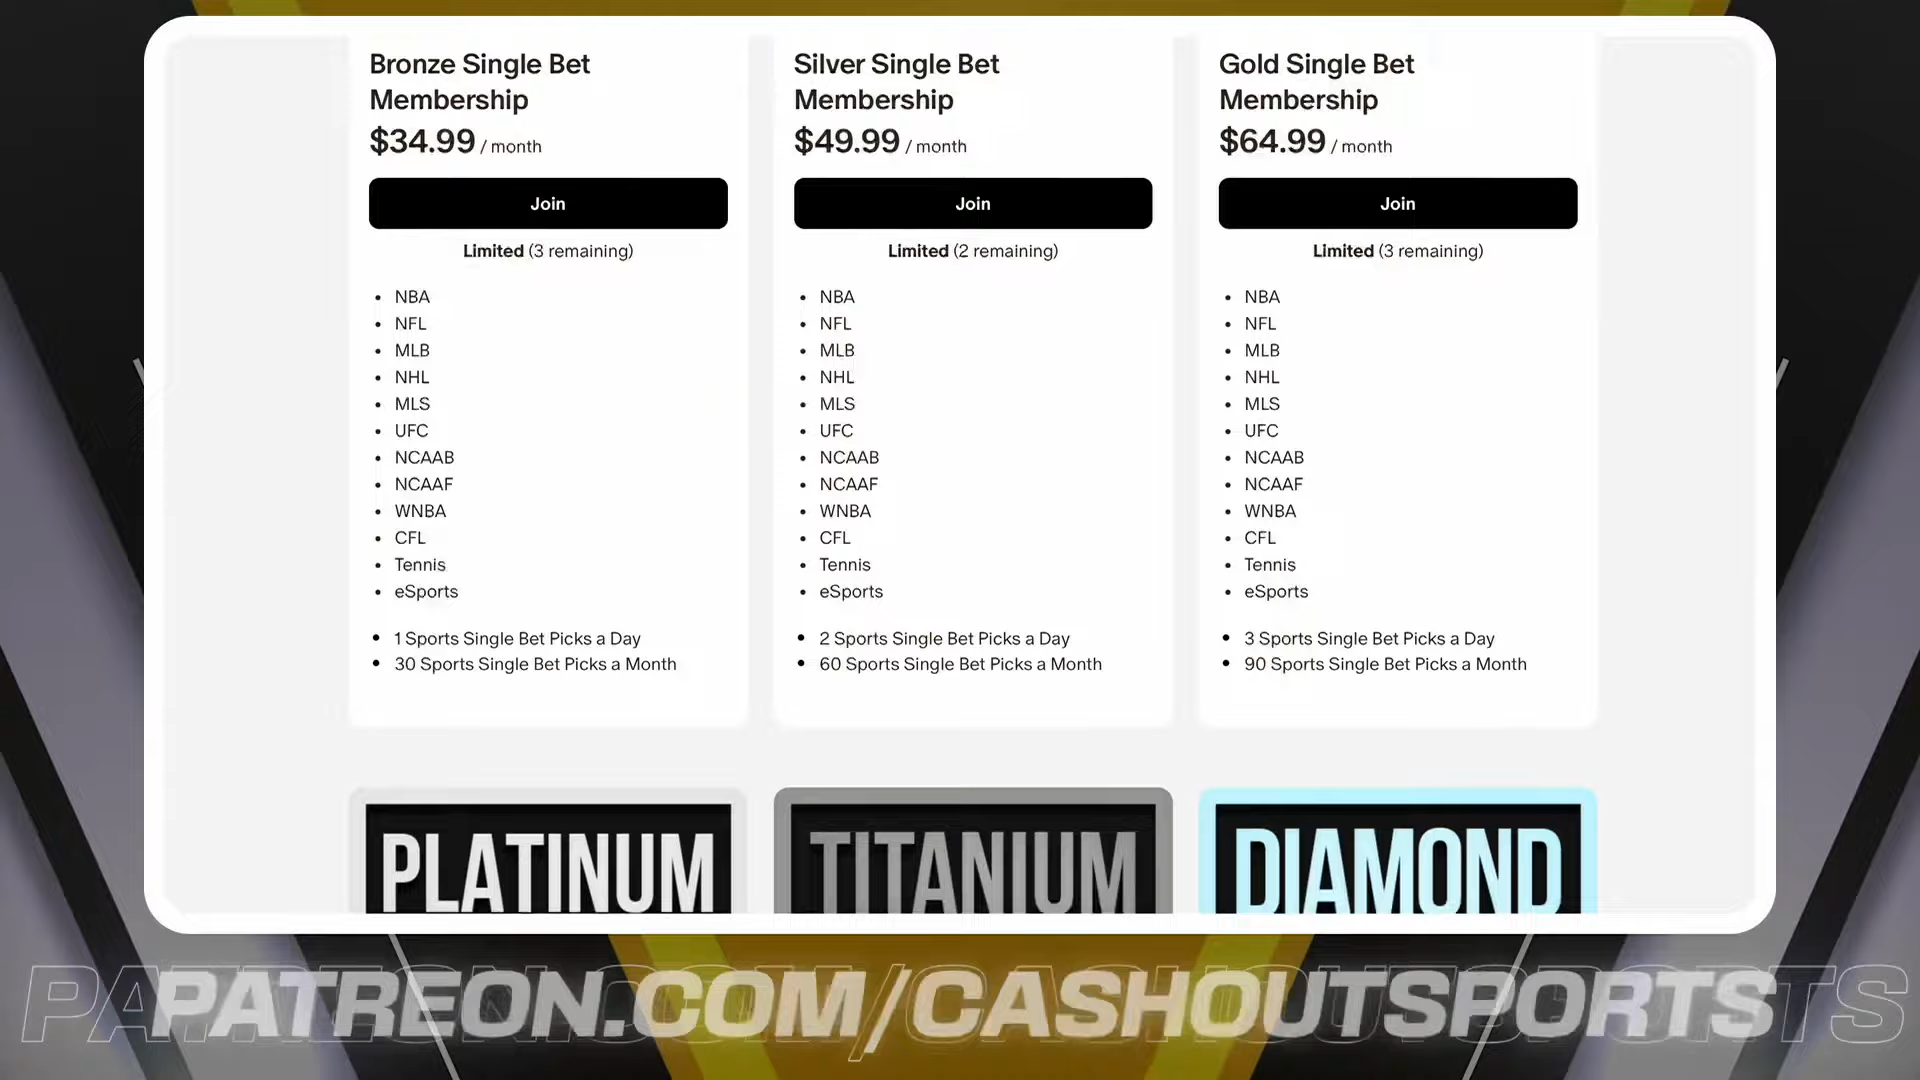 Bronze Single Bet
Membership
$34.99 / month
Join
Limited (3 remaining)
• NBA
• NFL
• MLB
• NHL
• MLS
• UFC
• NCAAB
• NCAAF
• WNBA
• CFL
• Tennis
• eSports
• 1 Sports Single Bet Picks a Day
• 30 Sports Single Bet Picks a Month
Silver Single Bet
Membership
$49.99 / month
Join
Limited (2 remaining)
• NBA
• NFL
• MLB
• NHL
• MLS
• UFC
• NCAAB
• NCAAF
• WNBA
• CFL
• Tennis
• eSports
• 2 Sports Single Bet Picks a Day
• 60 Sports Single Bet Picks a Month
Gold Single Bet
Membership
$64.99 / month
Join
Limited (3 remaining)
• NBA
• NFL
• MLB
• NHL
• MLS
• UFC
• NCAAB
• NCAAF
• WNBA
• CFL
• Tennis
• eSports
• 3 Sports Single Bet Picks a Day
• 90 Sports Single Bet Picks a Month
PLATINUM
TITANIUM
DIAMOND
PATREON.COM/CASHOUTSPORTS